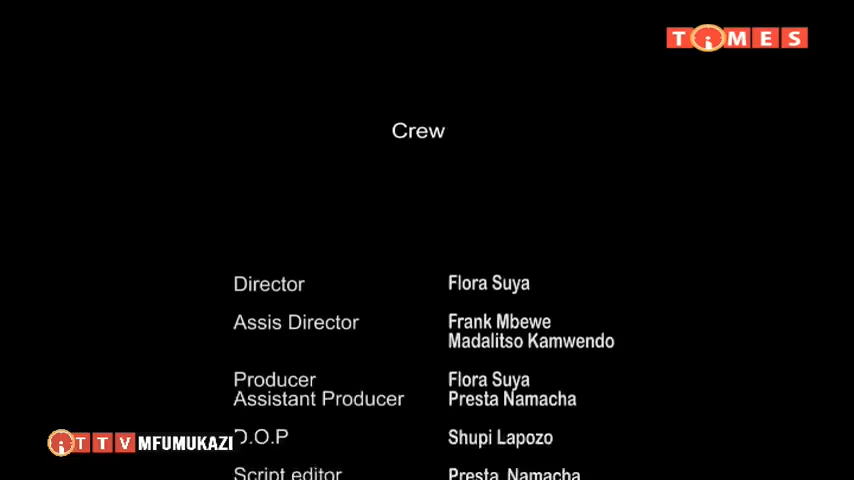 TiMES
Crew
Director Flora Suya
Assis Director Frank Mbewe
Madalitso Kamwendo
Producer Flora Suya
Assistant Producer Presta Namacha
D.O.P Shupi Lapozo
Script editor Presta Namacha
iTTV MFUMUKAZI